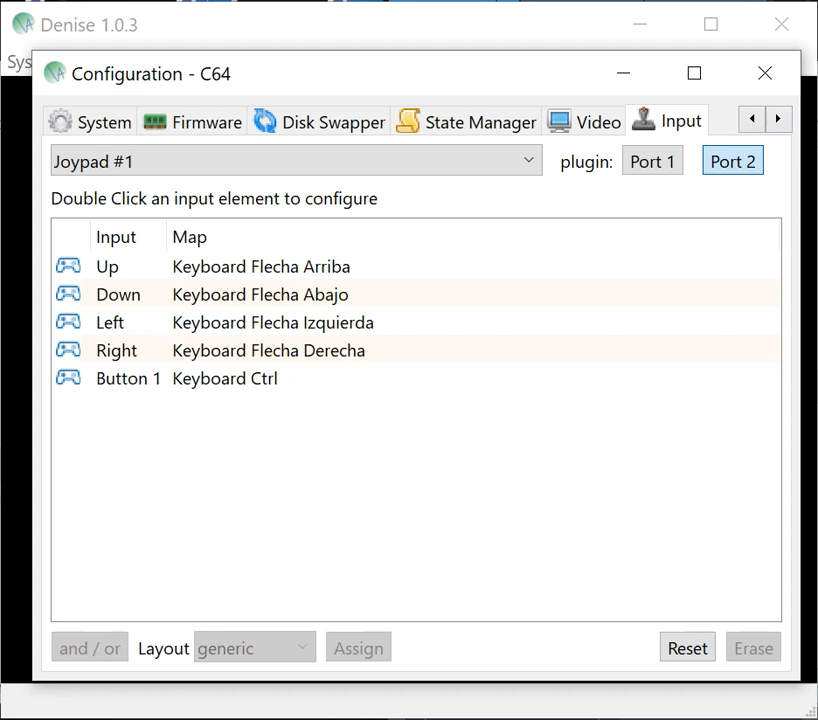 Denise 1.0.3
Sys
Configuration - C64
System Firmware Disk Swapper State Manager Video Input
Joypad #1 plugin: Port 1 Port 2
Double Click an input element to configure
Input Map
Up Keyboard Flecha Arriba
Down Keyboard Flecha Abajo
Left Keyboard Flecha Izquierda
Right Keyboard Flecha Derecha
Button 1 Keyboard Ctrl
and / or Layout generic Assign Reset Erase